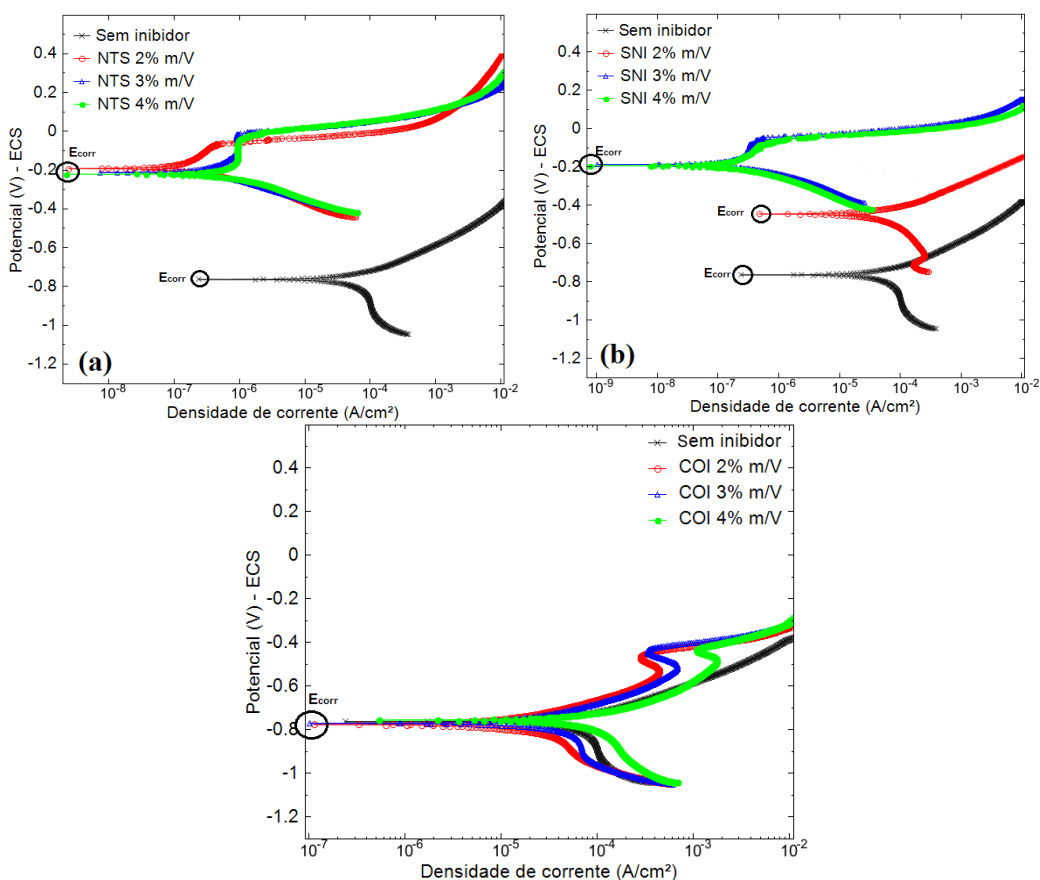 Sem inibidor
NTS 2% m/V
NTS 3% m/V
NTS 4% m/V
0.4
0.2
0
-0.2
-0.4
-0.6
-0.8
-1
-1.2
Potencial (V) - ECS
Ecorr
Ecorr
(a)
10-8
10-7
10-6
10-5
10-4
10-3
10-2
Densidade de corrente (A/cm²)
Sem inibidor
SNI 2% m/V
SNI 3% m/V
SNI 4% m/V
0.4
0.2
0
-0.2
-0.4
-0.6
-0.8
-1
-1.2
Potencial (V) - ECS
Ecorr
Ecorr
Ecorr
(b)
10-9
10-8
10-7
10-6
10-5
10-4
10-3
10-2
Densidade de corrente (A/cm²)
Sem inibidor
COI 2% m/V
COI 3% m/V
COI 4% m/V
0.4
0.2
0
-0.2
-0.4
-0.6
-0.8
-1
-1.2
Potencial (V) - ECS
Ecorr
10-7
10-6
10-5
10-4
10-3
10-2
Densidade de corrente (A/cm²)